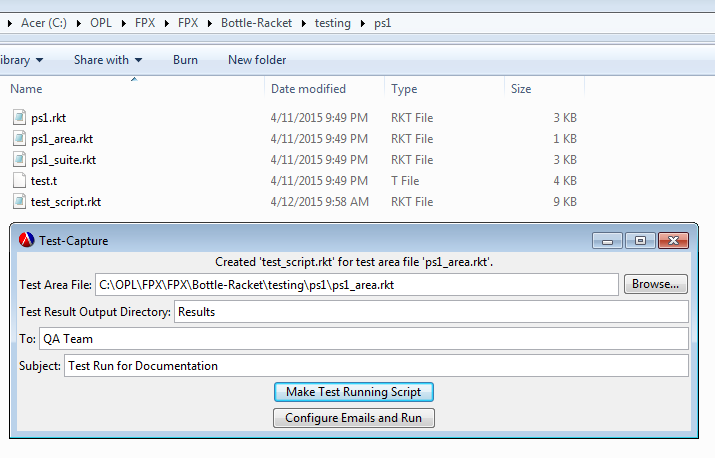 Acer (C:) OPL FPX FPX Bottle-Racket testing ps1
ibrary Share with Burn New folder
Name Date modified Type Size
ps1.rkt 4/11/2015 9:49 PM RKT File 3 KB
ps1_area.rkt 4/11/2015 9:49 PM RKT File 1 KB
ps1_suite.rkt 4/11/2015 9:49 PM RKT File 3 KB
test.t 4/11/2015 9:49 PM T File 4 KB
test_script.rkt 4/12/2015 9:58 AM RKT File 9 KB
Test-Capture
Created 'test_script.rkt' for test area file 'ps1_area.rkt'.
Test Area File: C:\OPL\FPX\FPX\Bottle-Racket\testing\ps1\ps1_area.rkt Browse...
Test Result Output Directory: Results
To: QA Team
Subject: Test Run for Documentation
Make Test Running Script
Configure Emails and Run